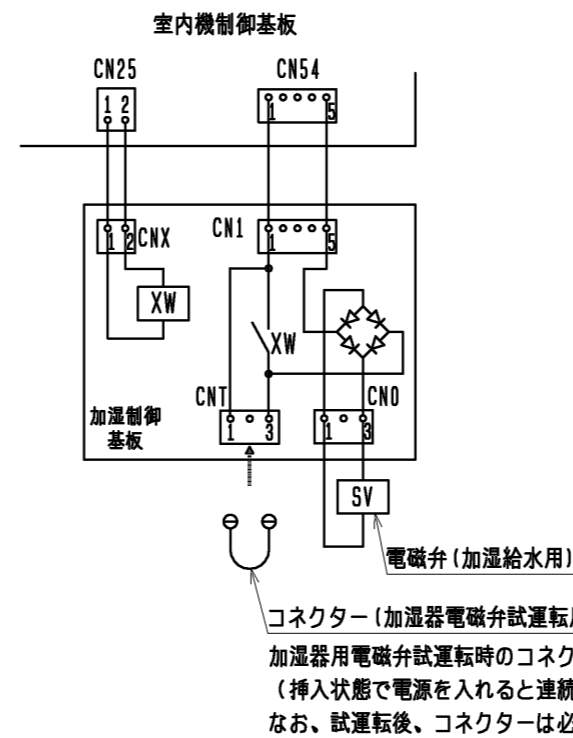 室内機制御基板
CN25
CN54
1 2
1 5
CNX
CN1
1 2
1 5
XW
XW
CNT
CNO
加湿制御
基板
1 3
1 3
SV
電磁弁(加湿給水用)
コネクター(加湿器電磁弁試運転
加湿器用電磁弁試運転時のコネク
(挿入状態で電源を入れると連続
なお、試運転後、コネクターは必